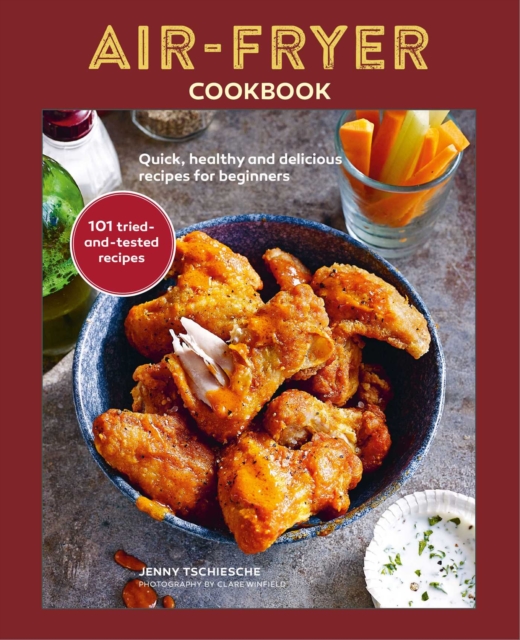 AIR-FRYER
COOKBOOK
Quick, healthy and delicious
recipes for beginners
101 tried-
and-tested
recipes
JENNY TSCHIESCHE
PHOTOGRAPHY BY CLARE WINFIELD